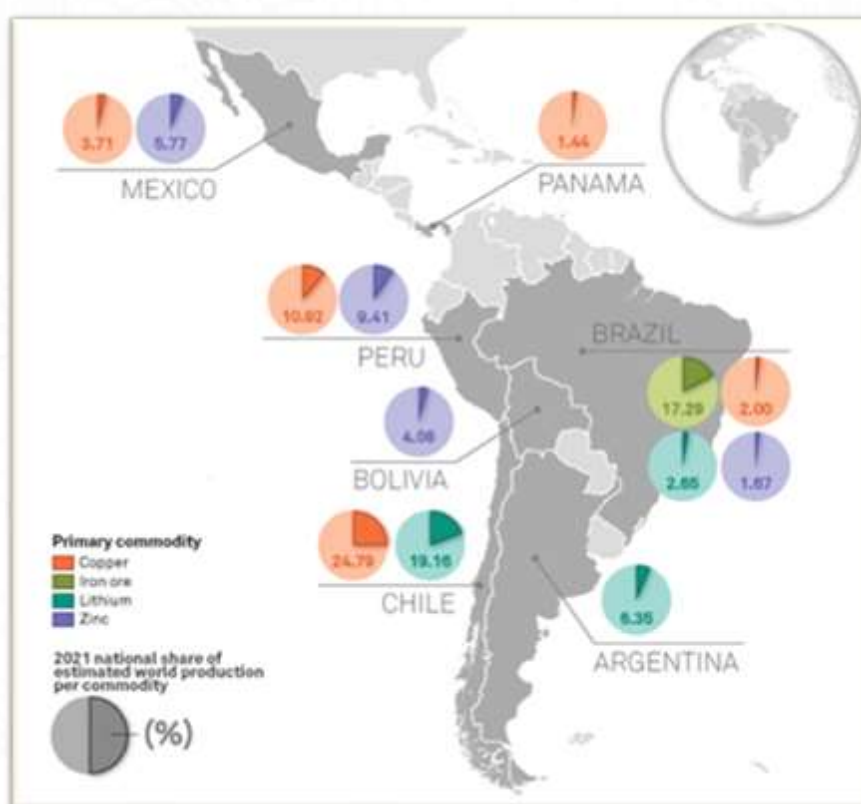 3.71
5.77
MEXICO
1.44
PANAMA
10.92
9.41
PERU
BRAZIL
17.29
2.00
2.65
1.67
4.06
BOLIVIA
24.79
19.16
CHILE
6.35
ARGENTINA
Primary commodity
Copper
Iron ore
Lithium
Zinc
2021 national share of
estimated world production
per commodity
(%)